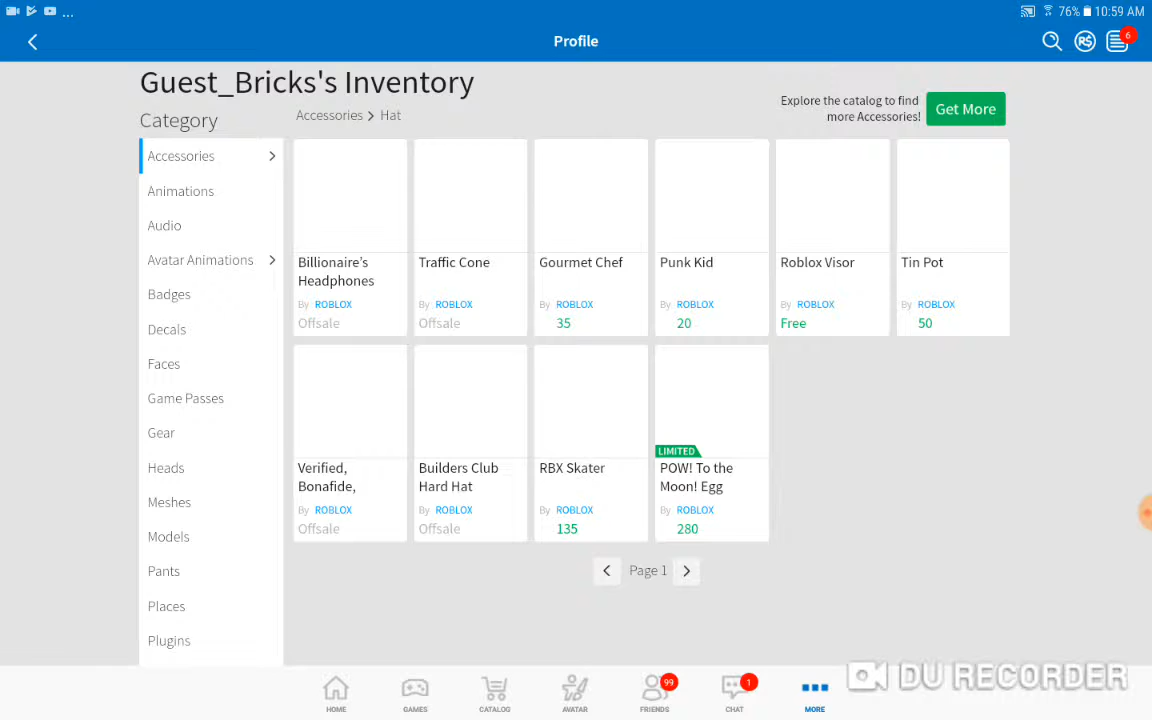 ...
76% 10:59 AM
Profile
6
Guest_Bricks's Inventory
Category
Accessories > Hat
Explore the catalog to find
more Accessories!
Get More
Accessories
Animations
Audio
Avatar Animations
Badges
Decals
Faces
Game Passes
Gear
Heads
Meshes
Models
Pants
Places
Plugins
Billionaire's
Headphones
By ROBLOX
Offsale
Traffic Cone
By ROBLOX
Offsale
Gourmet Chef
By ROBLOX
35
Punk Kid
By ROBLOX
20
Roblox Visor
By ROBLOX
Free
Tin Pot
By ROBLOX
50
Verified,
Bonafide,
By ROBLOX
Offsale
Builders Club
Hard Hat
By ROBLOX
Offsale
RBX Skater
By ROBLOX
135
LIMITED
POW! To the
Moon! Egg
By ROBLOX
280
Page 1
HOME
GAMES
CATALOG
AVATAR
99
FRIENDS
1
CHAT
MORE
DU RECORDER